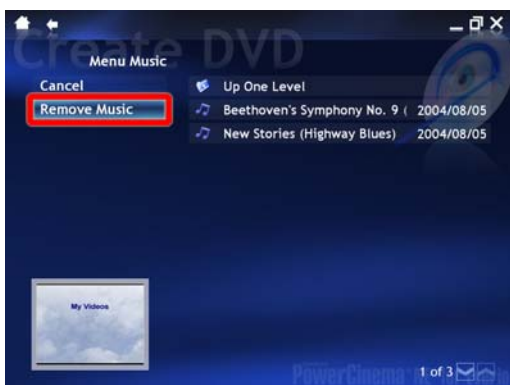 Create DVD
Menu Music
Cancel
Remove Music
Up One Level
Beethoven's Symphony No. 9 ( 2004/08/05
New Stories (Highway Blues) 2004/08/05
My Videos
1 of 3
PowerCinema